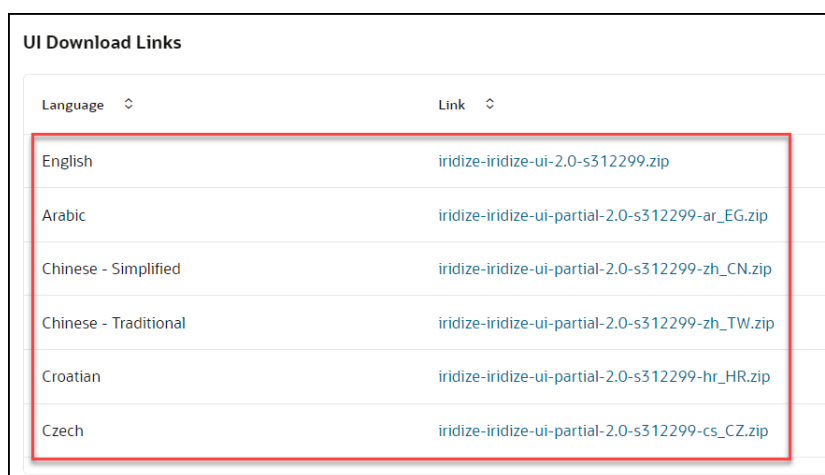 UI Download Links
Language Link
English iridize-iridize-ui-2.0-s312299.zip
Arabic iridize-iridize-ui-partial-2.0-s312299-ar_EG.zip
Chinese - Simplified iridize-iridize-ui-partial-2.0-s312299-zh_CN.zip
Chinese - Traditional iridize-iridize-ui-partial-2.0-s312299-zh_TW.zip
Croatian iridize-iridize-ui-partial-2.0-s312299-hr_HR.zip
Czech iridize-iridize-ui-partial-2.0-s312299-cs_CZ.zip